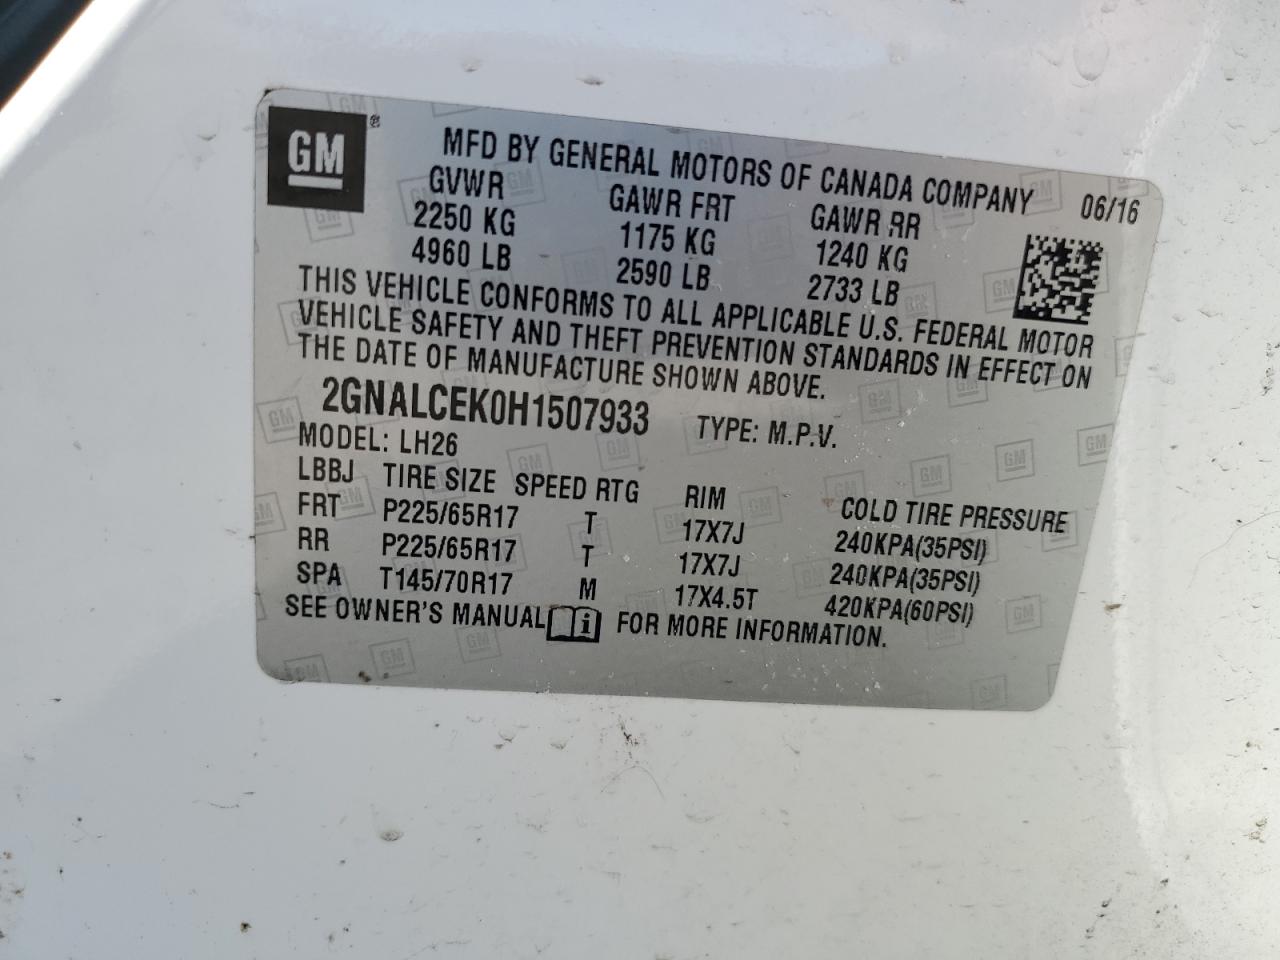 GM ®
MFD BY GENERAL MOTORS OF CANADA COMPANY 06/16
GVWR GAWR FRT GAWR RR
2250 KG 1175 KG 1240 KG
4960 LB 2590 LB 2733 LB
THIS VEHICLE CONFORMS TO ALL APPLICABLE U.S. FEDERAL MOTOR
VEHICLE SAFETY AND THEFT PREVENTION STANDARDS IN EFFECT ON
THE DATE OF MANUFACTURE SHOWN ABOVE.
2GNALCEK0H1507933 TYPE: M.P.V.
MODEL: LH26
LBBJ TIRE SIZE SPEED RTG RIM COLD TIRE PRESSURE
FRT P225/65R17 T 17X7J 240KPA(35PSI)
RR P225/65R17 T 17X7J 240KPA(35PSI)
SPA T145/70R17 M 17X4.5T 420KPA(60PSI)
SEE OWNER'S MANUAL i FOR MORE INFORMATION.